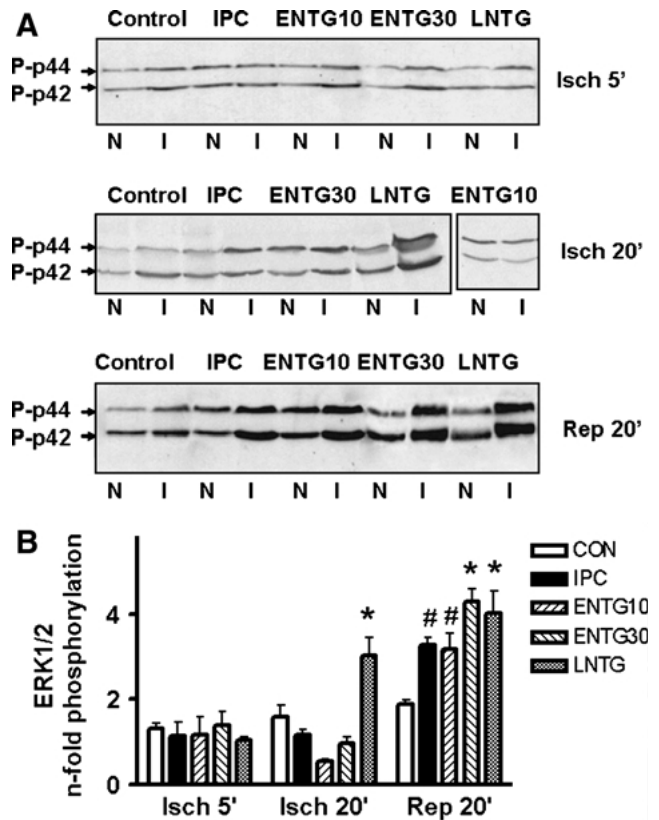 A
Control IPC ENTG10 ENTG30 LNTG
P-p44
P-p42
Isch 5'
N I N I N I N I N I
Control IPC ENTG30 LNTG ENTG10
P-p44
P-p42
Isch 20'
N I N I N I N I N I
Control IPC ENTG10 ENTG30 LNTG
P-p44
P-p42
Rep 20'
N I N I N I N I N I
B
ERK1/2
n-fold phosphorylation
4
2
0
*
# # * *
CON
IPC
ENTG10
ENTG30
LNTG
Isch 5' Isch 20' Rep 20'